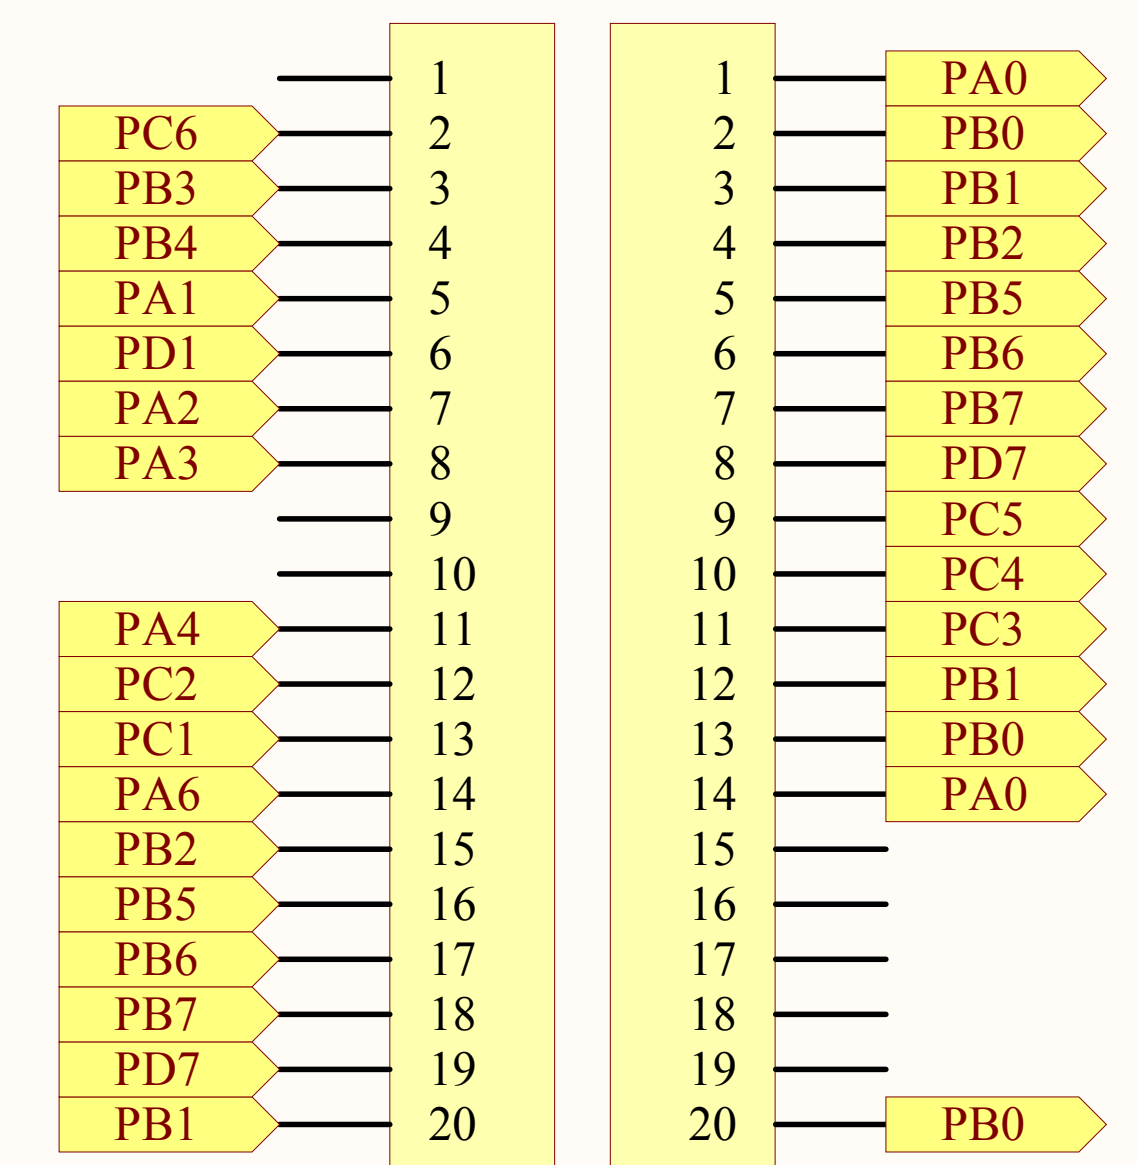 1 1 PA0
PC6 2 2 PB0
PB3 3 3 PB1
PB4 4 4 PB2
PA1 5 5 PB5
PD1 6 6 PB6
PA2 7 7 PB7
PA3 8 8 PD7
9 9 PC5
10 10 PC4
PA4 11 11 PC3
PC2 12 12 PB1
PC1 13 13 PB0
PA6 14 14 PA0
PB2 15 15
PB5 16 16
PB6 17 17
PB7 18 18
PD7 19 19
PB1 20 20 PB0